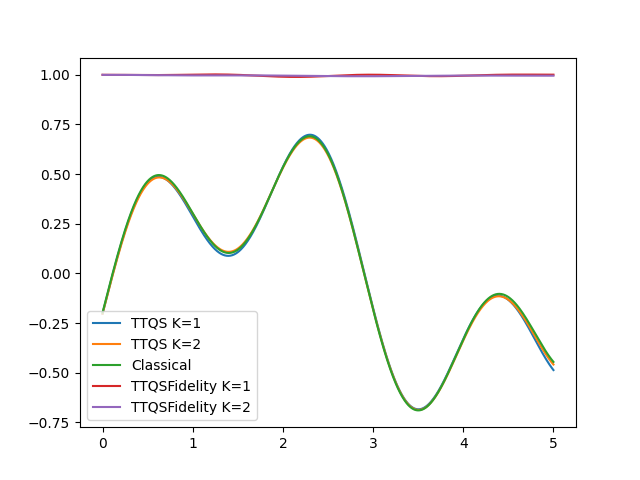 1.00
0.75
0.50
0.25
0.00
−0.25
−0.50
−0.75
TTQS K=1
TTQS K=2
Classical
TTQSFidelity K=1
TTQSFidelity K=2
0 1 2 3 4 5